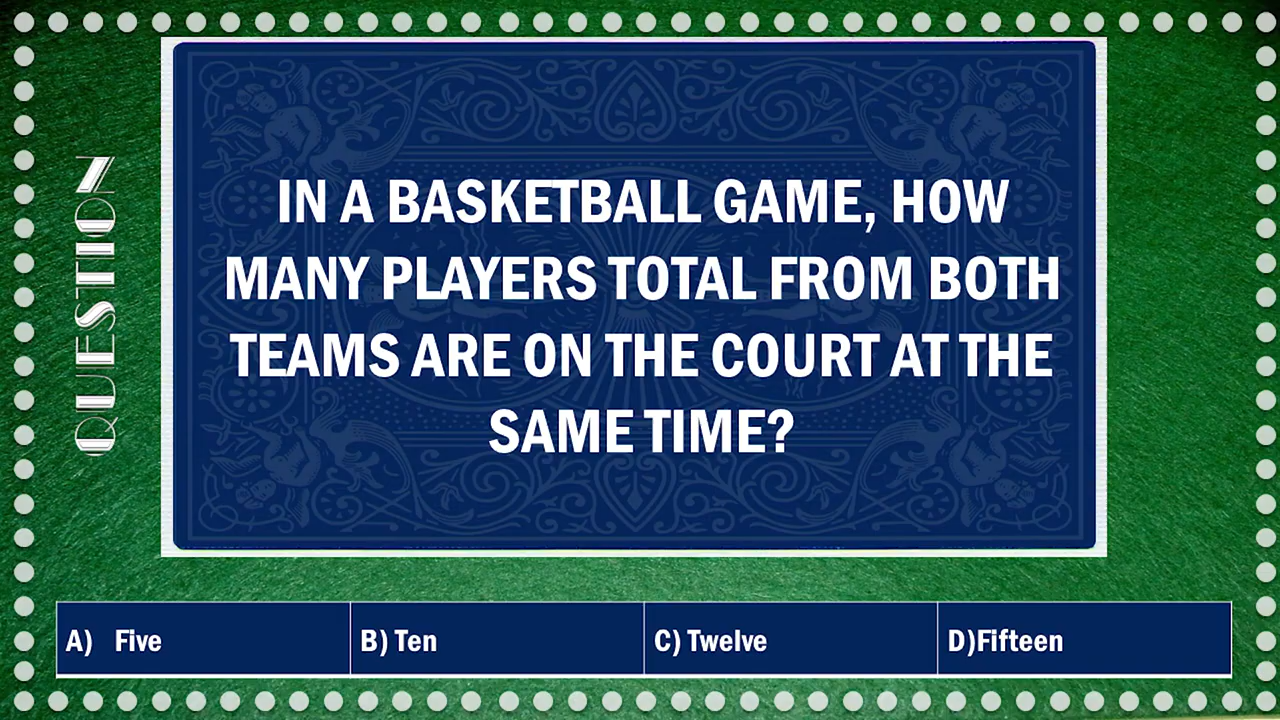 QUESTION
IN A BASKETBALL GAME, HOW
MANY PLAYERS TOTAL FROM BOTH
TEAMS ARE ON THE COURT AT THE
SAME TIME?
A) Five
B) Ten
C) Twelve
D)Fifteen